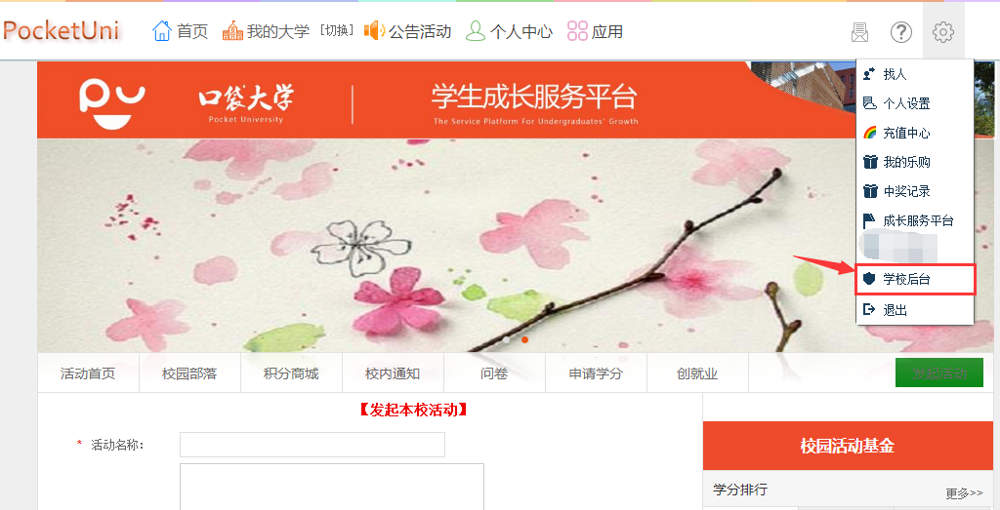 PocketUni 首页 我的大学 [切换] 公告活动 个人中心 应用
找人
个人设置
充值中心
我的乐购
中奖记录
成长服务平台
学校后台
退出
口袋大学
Pocket University
学生成长服务平台
The Service Platform For Undergraduates' Growth
活动首页 校园部落 积分商城 校内通知 问卷 申请学分 创就业 发起活动
【发起本校活动】
* 活动名称:
校园活动基金
学分排行 更多>>